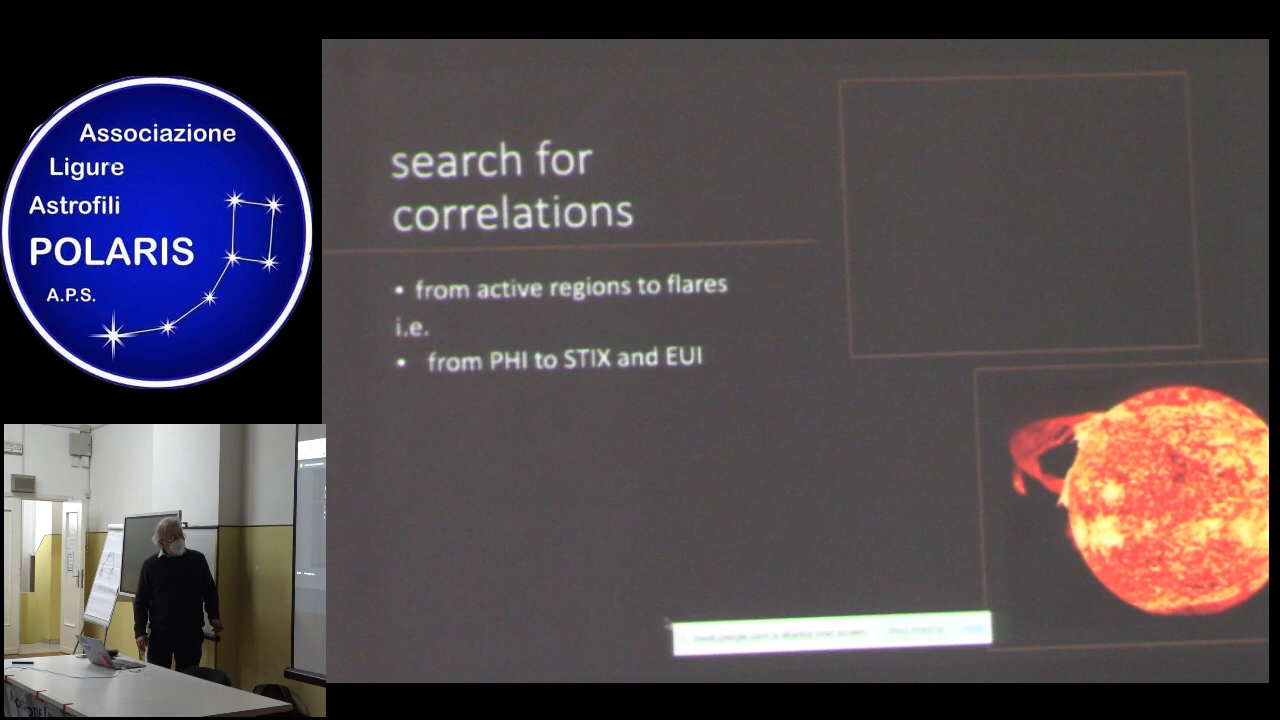 Associazione
Ligure
Astrofili
POLARIS
A.P.S.
search for
correlations
• from active regions to flares
i.e.
• from PHI to STIX and EUI